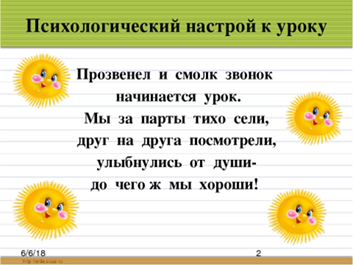 Психологический настрой к уроку
Прозвенел и смолк звонок
начинается урок.
Мы за парты тихо сели,
друг на друга посмотрели,
улыбнулись от души-
до чего ж мы хороши!
6/6/18 2